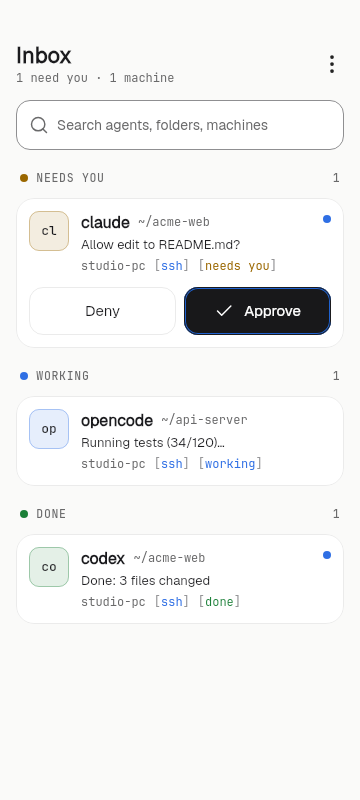 Inbox
1 need you · 1 machine
Search agents, folders, machines
NEEDS YOU 1
cl claude ~/acme-web
Allow edit to README.md?
studio-pc [ssh] [needs you]
Deny Approve
WORKING 1
op opencode ~/api-server
Running tests (34/120)…
studio-pc [ssh] [working]
DONE 1
co codex ~/acme-web
Done: 3 files changed
studio-pc [ssh] [done]